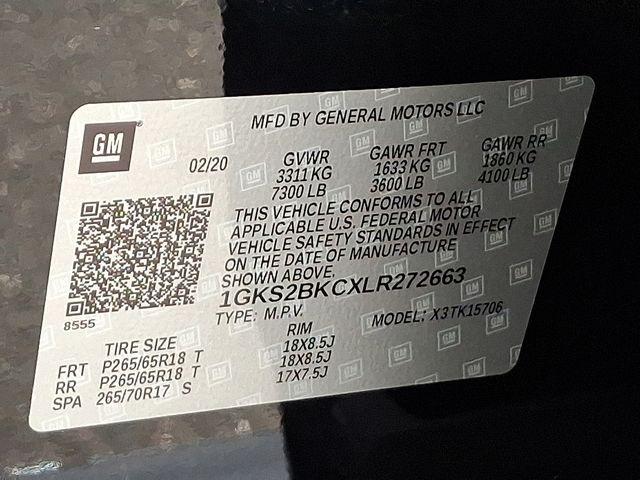 MFD BY GENERAL MOTORS LLC
GM
02/20 GVWR GAWR FRT GAWR RR
3311 KG 1633 KG 1860 KG
7300 LB 3600 LB 4100 LB
THIS VEHICLE CONFORMS TO ALL
APPLICABLE U.S. FEDERAL MOTOR
VEHICLE SAFETY STANDARDS IN EFFECT
ON THE DATE OF MANUFACTURE
SHOWN ABOVE.
1GKS2BKCXLR272663
8555
TYPE: M.P.V. MODEL: X3TK15706
TIRE SIZE RIM
FRT P265/65R18 T 18X8.5J
RR P265/65R18 T 18X8.5J
SPA 265/70R17 S 17X7.5J